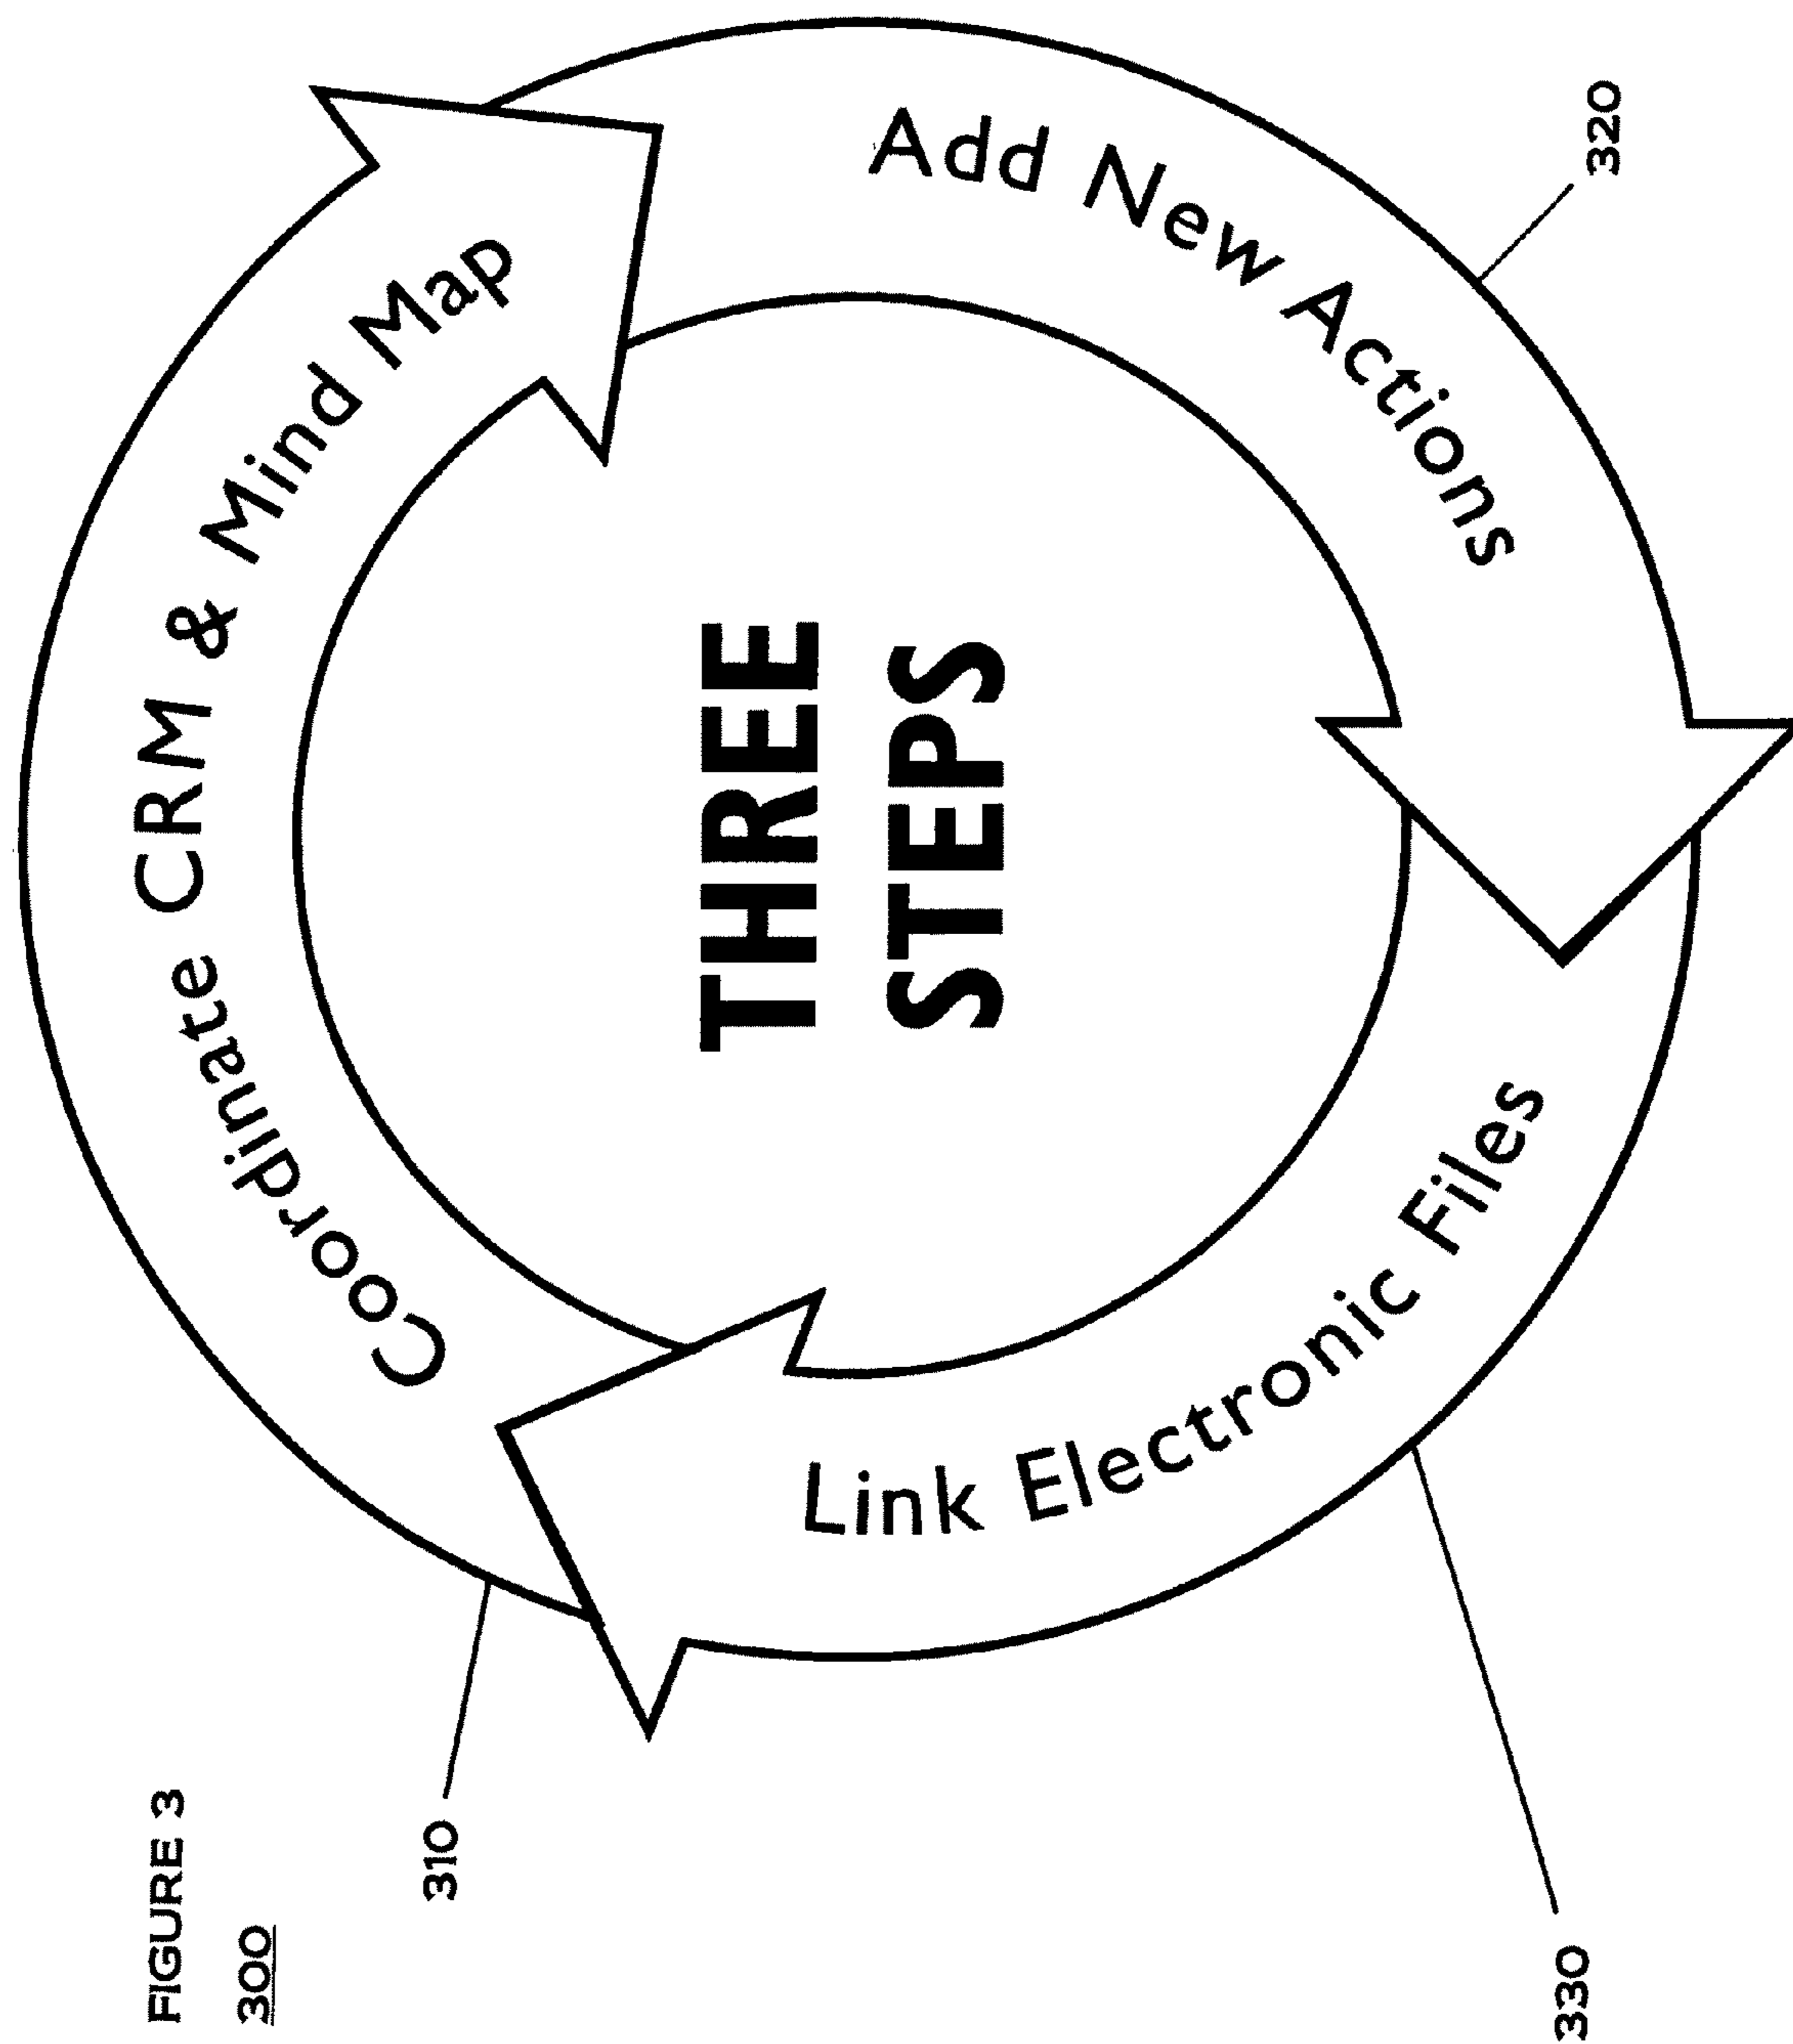 FIGURE 3
300
310
Coordinate CRM & Mind Map
THREE
STEPS
Add New Actions
320
Link Electronic Files
330